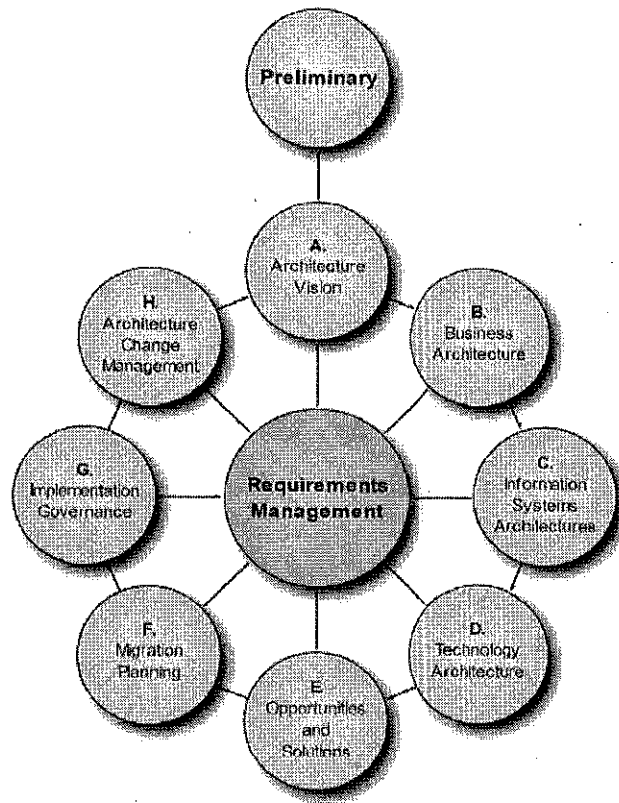 Preliminary
A.
Architecture
Vision
B.
Business
Architecture
C.
Information
Systems
Architectures
D.
Technology
Architecture
E.
Opportunities
and
Solutions
F.
Migration
Planning
G.
Implementation
Governance
H.
Architecture
Change
Management
Requirements
Management